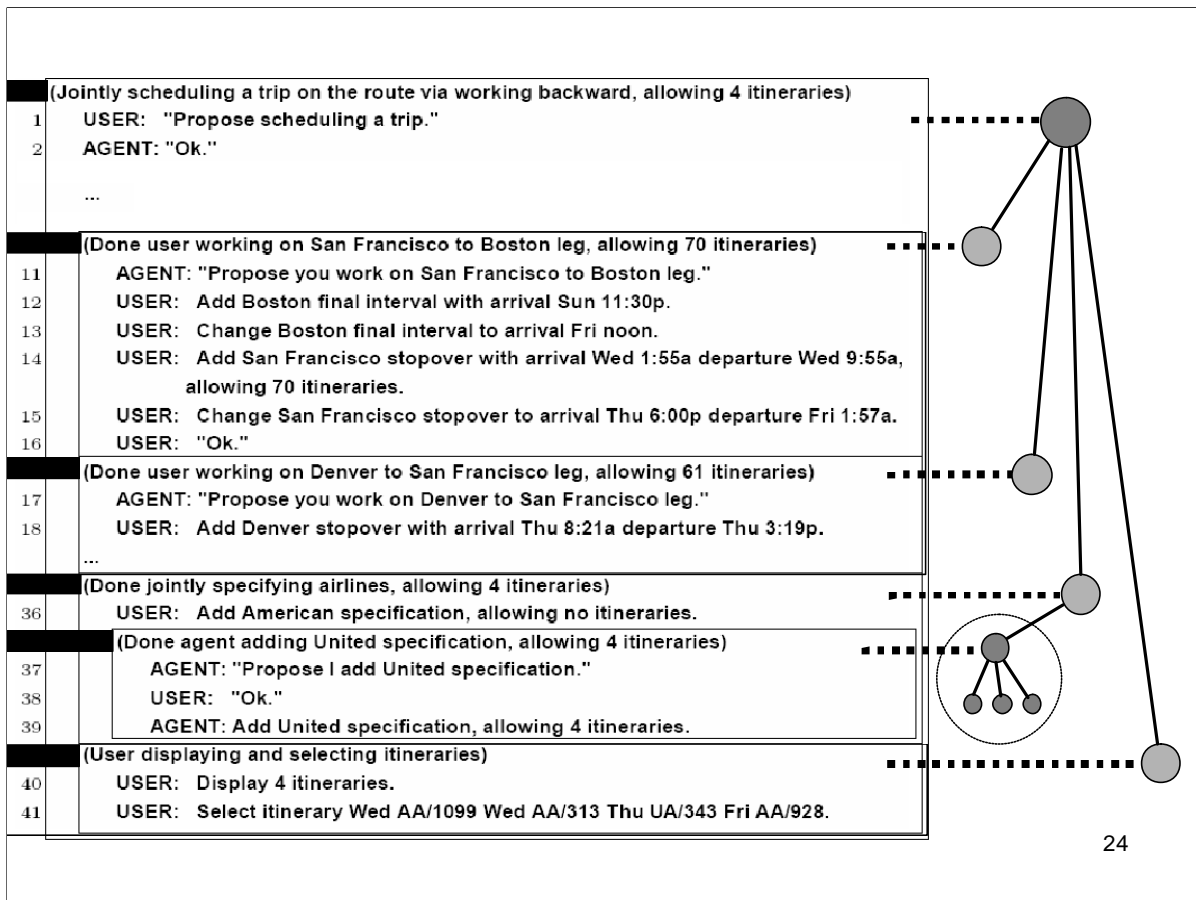 (Jointly scheduling a trip on the route via working backward, allowing 4 itineraries)
1 USER: "Propose scheduling a trip."
2 AGENT: "Ok."
...
(Done user working on San Francisco to Boston leg, allowing 70 itineraries)
11 AGENT: "Propose you work on San Francisco to Boston leg."
12 USER: Add Boston final interval with arrival Sun 11:30p.
13 USER: Change Boston final interval to arrival Fri noon.
14 USER: Add San Francisco stopover with arrival Wed 1:55a departure Wed 9:55a,
allowing 70 itineraries.
15 USER: Change San Francisco stopover to arrival Thu 6:00p departure Fri 1:57a.
16 USER: "Ok."
(Done user working on Denver to San Francisco leg, allowing 61 itineraries)
17 AGENT: "Propose you work on Denver to San Francisco leg."
18 USER: Add Denver stopover with arrival Thu 8:21a departure Thu 3:19p.
...
(Done jointly specifying airlines, allowing 4 itineraries)
36 USER: Add American specification, allowing no itineraries.
(Done agent adding United specification, allowing 4 itineraries)
37 AGENT: "Propose I add United specification."
38 USER: "Ok."
39 AGENT: Add United specification, allowing 4 itineraries.
(User displaying and selecting itineraries)
40 USER: Display 4 itineraries.
41 USER: Select itinerary Wed AA/1099 Wed AA/313 Thu UA/343 Fri AA/928.
24